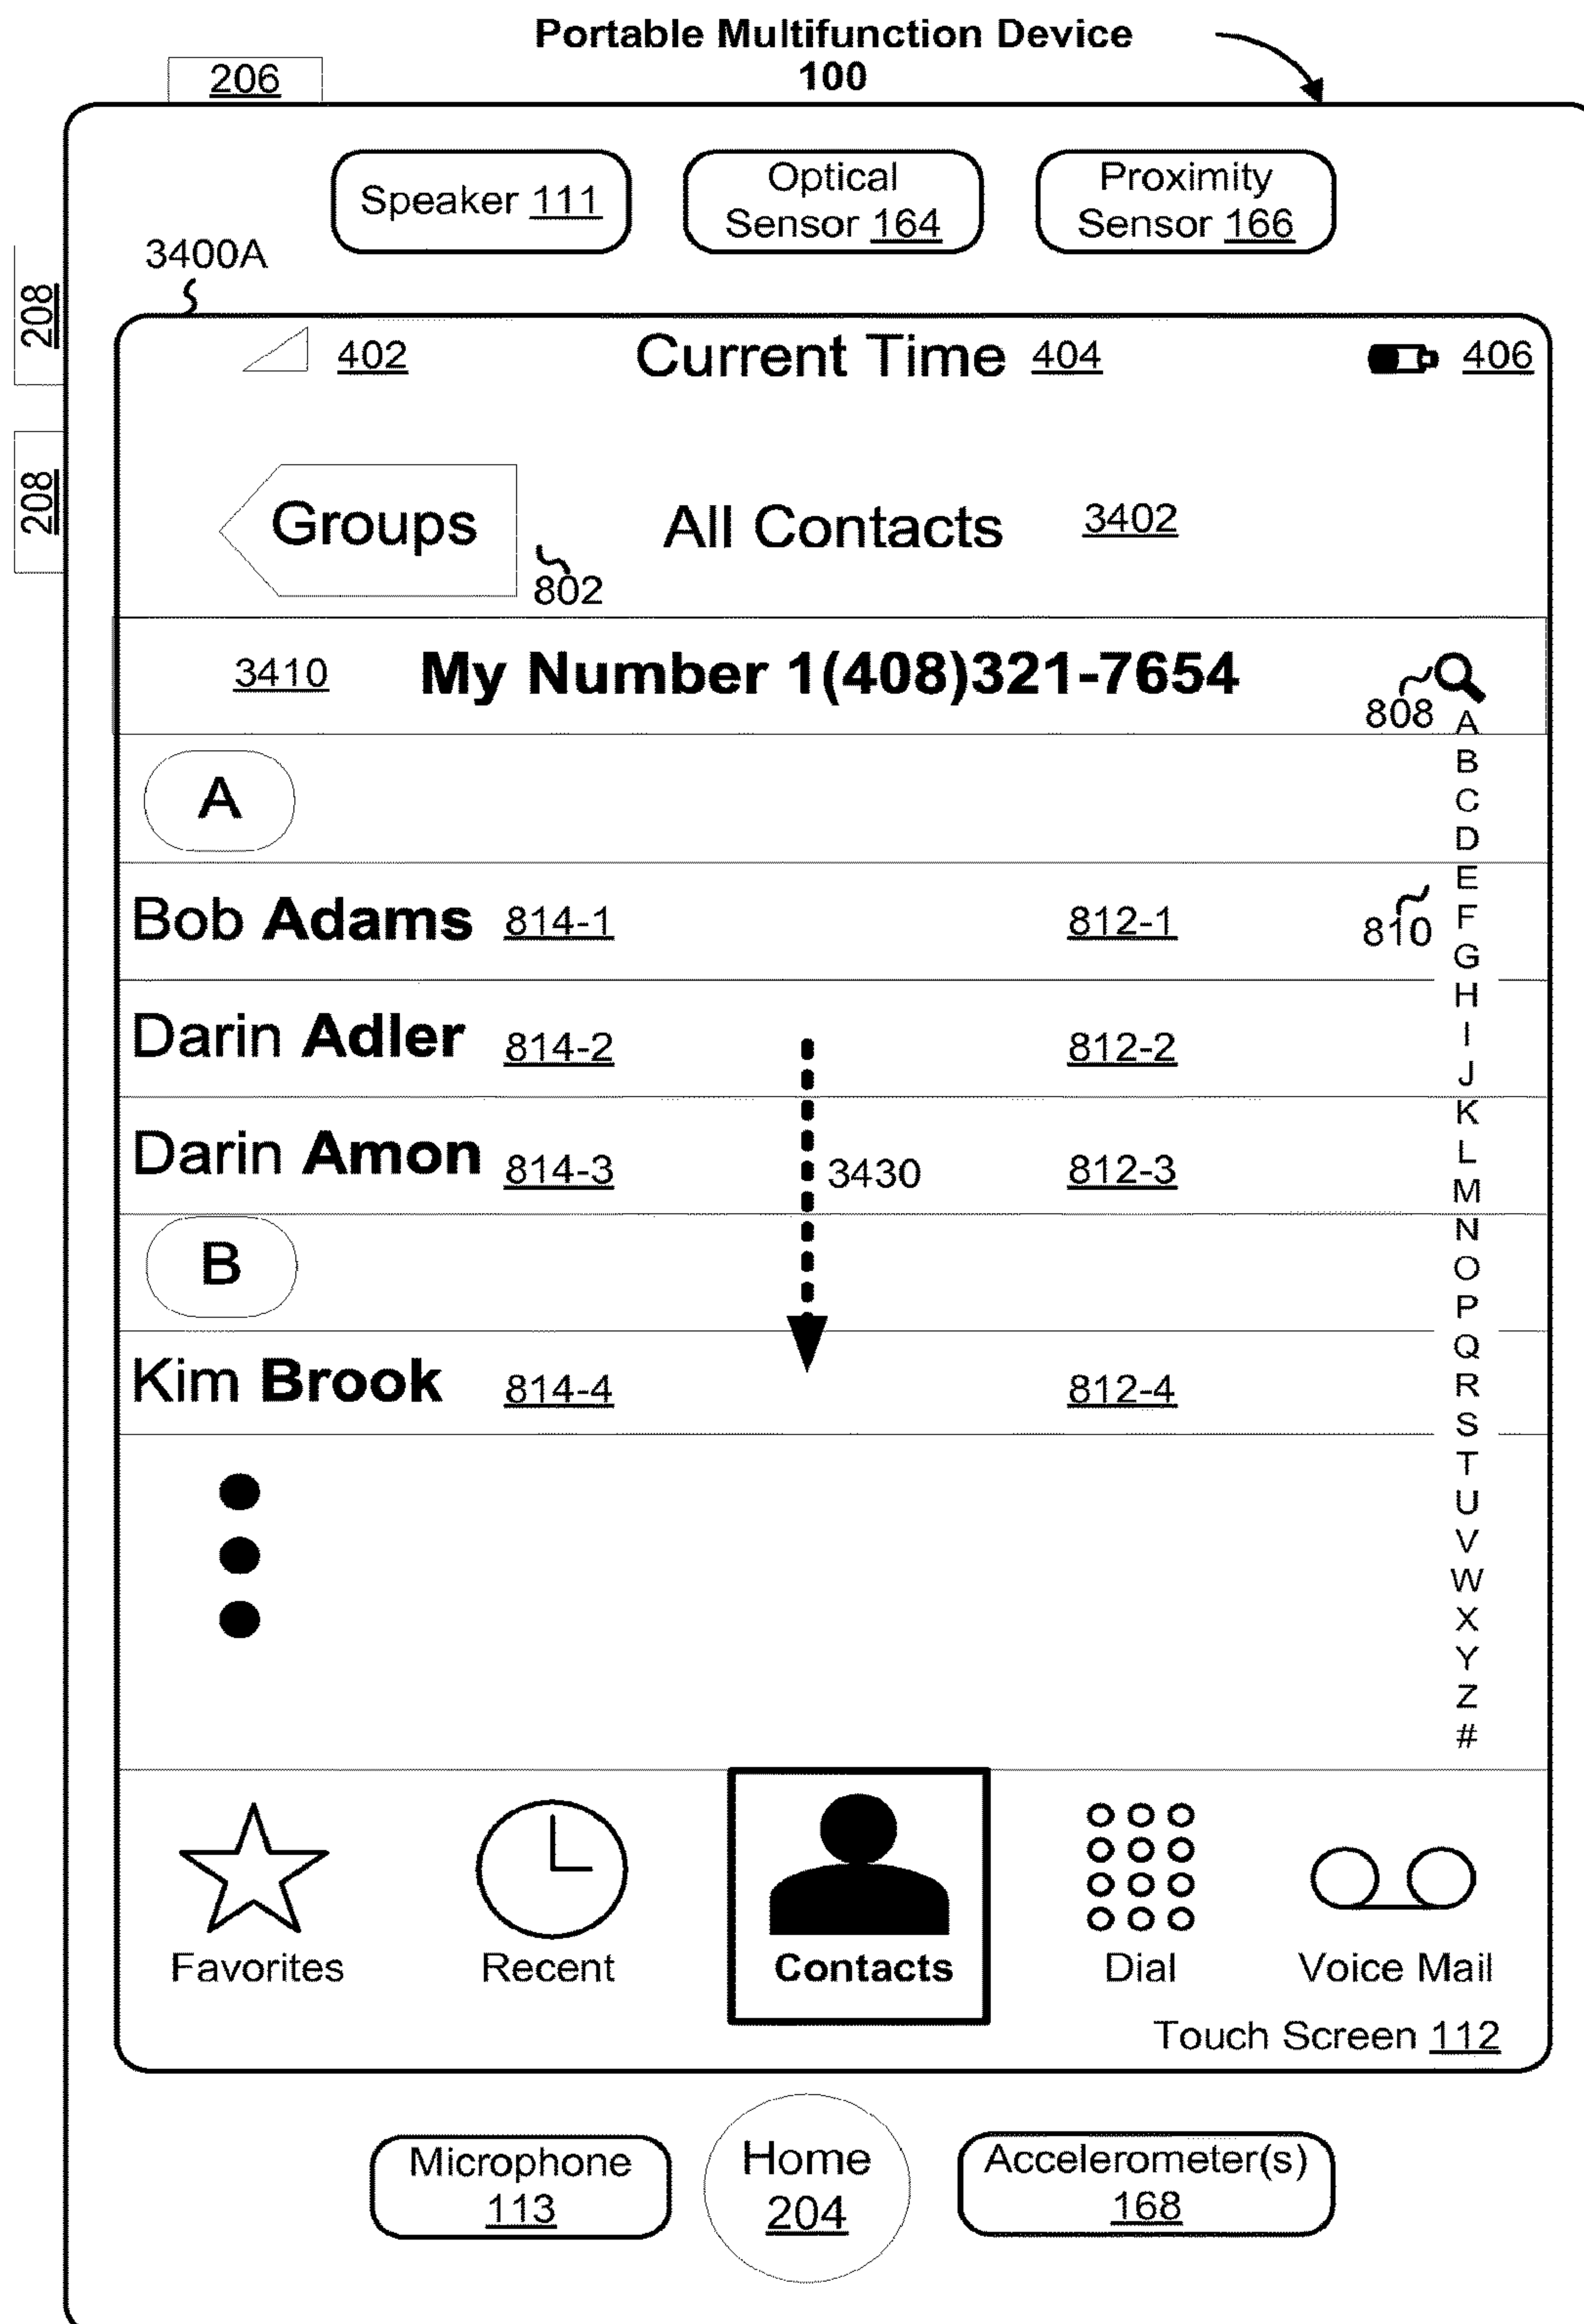 Portable Multifunction Device
100
206
Speaker 111
Optical
Sensor 164
Proximity
Sensor 166
3400A
208
208
402
Current Time 404
406
Groups
802
All Contacts
3402
3410
My Number 1(408)321-7654
808
A
B
C
D
E
F
G
H
I
J
K
L
M
N
O
P
Q
R
S
T
U
V
W
X
Y
Z
#
810
A
Bob Adams 814-1 812-1
Darin Adler 814-2 812-2
Darin Amon 814-3 3430 812-3
B
Kim Brook 814-4 812-4
Favorites
Recent
Contacts
Dial
Voice Mail
Touch Screen 112
Microphone
113
Home
204
Accelerometer(s)
168